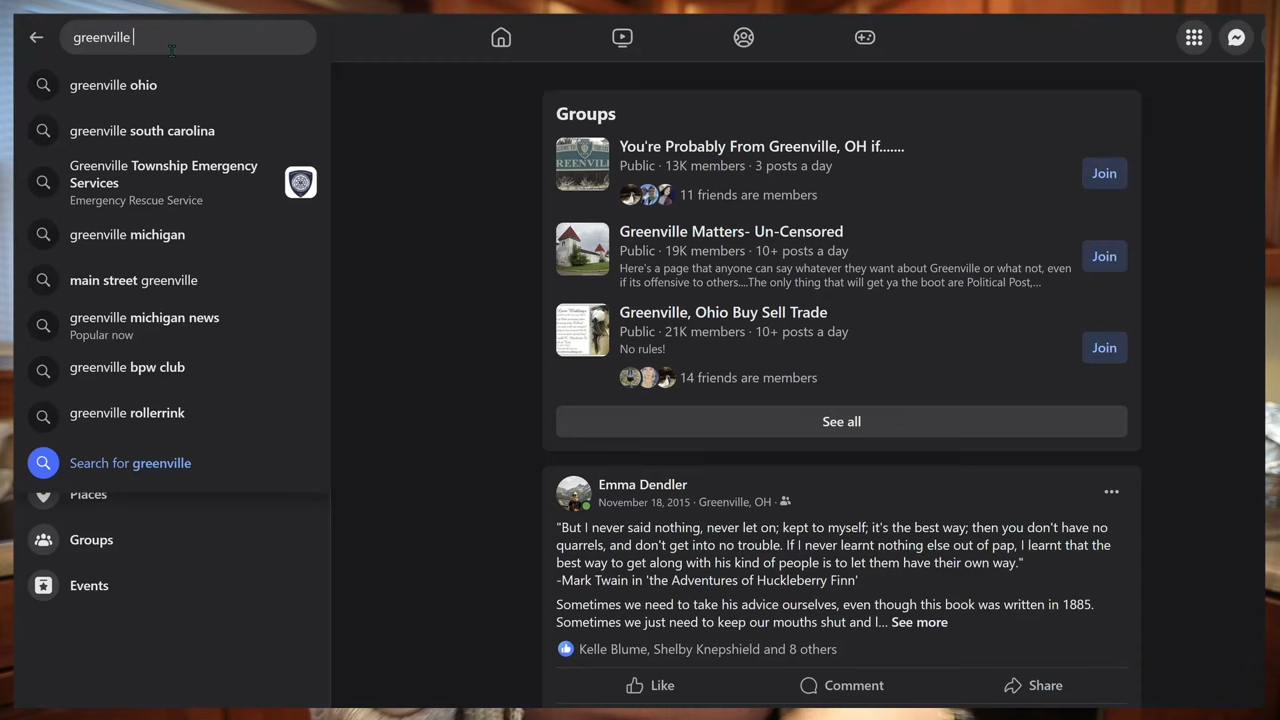 greenville
greenville ohio
greenville south carolina
Greenville Township Emergency
Services
Emergency Rescue Service
greenville michigan
main street greenville
greenville michigan news
Popular now
greenville bpw club
greenville rollerrink
Search for greenville
Places
Groups
Events
Groups
You're Probably From Greenville, OH if.......
Public · 13K members · 3 posts a day
11 friends are members
Join
Greenville Matters- Un-Censored
Public · 19K members · 10+ posts a day
Here's a page that anyone can say whatever they want about Greenville or what not, even
if its offensive to others....The only thing that will get ya the boot are Political Post,...
Join
Greenville, Ohio Buy Sell Trade
Public · 21K members · 10+ posts a day
No rules!
14 friends are members
Join
See all
Emma Dendler
November 18, 2015 · Greenville, OH ·
"But I never said nothing, never let on; kept to myself; it's the best way; then you don't have no
quarrels, and don't get into no trouble. If I never learnt nothing else out of pap, I learnt that the
best way to get along with his kind of people is to let them have their own way."
-Mark Twain in 'the Adventures of Huckleberry Finn'
Sometimes we need to take his advice ourselves, even though this book was written in 1885.
Sometimes we just need to keep our mouths shut and l... See more
Kelle Blume, Shelby Knepshield and 8 others
Like
Comment
Share